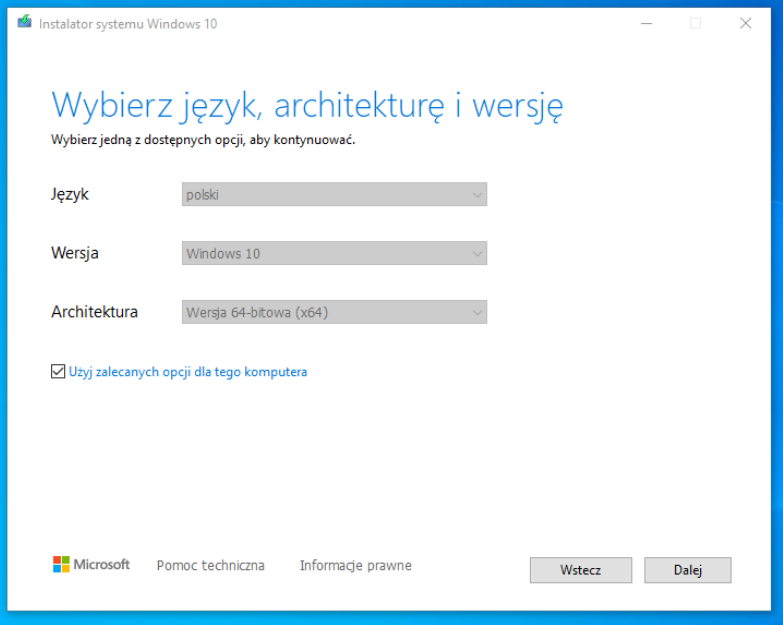 Instalator systemu Windows 10
Wybierz język, architekturę i wersję
Wybierz jedną z dostępnych opcji, aby kontynuować.
Język polski
Wersja Windows 10
Architektura Wersja 64-bitowa (x64)
Użyj zalecanych opcji dla tego komputera
Microsoft Pomoc techniczna Informacje prawne Wstecz Dalej